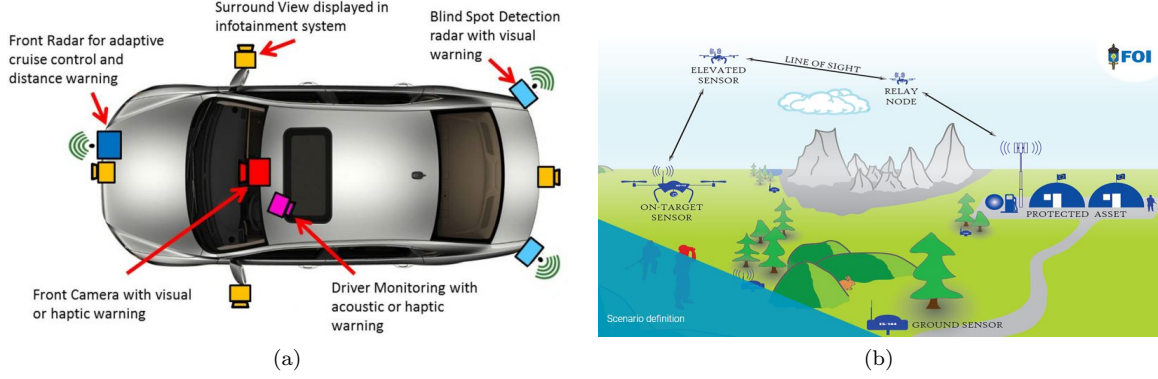 Surround View displayed in
infotainment system
Front Radar for adaptive
cruise control and
distance warning
Blind Spot Detection
radar with visual
warning
Front Camera with visual
or haptic warning
Driver Monitoring with
acoustic or haptic
warning
(a)
FOI
ELEVATED
SENSOR
LINE OF SIGHT
RELAY
NODE
ON-TARGET
SENSOR
PROTECTED ASSET
GROUND SENSOR
Scenario definition
(b)